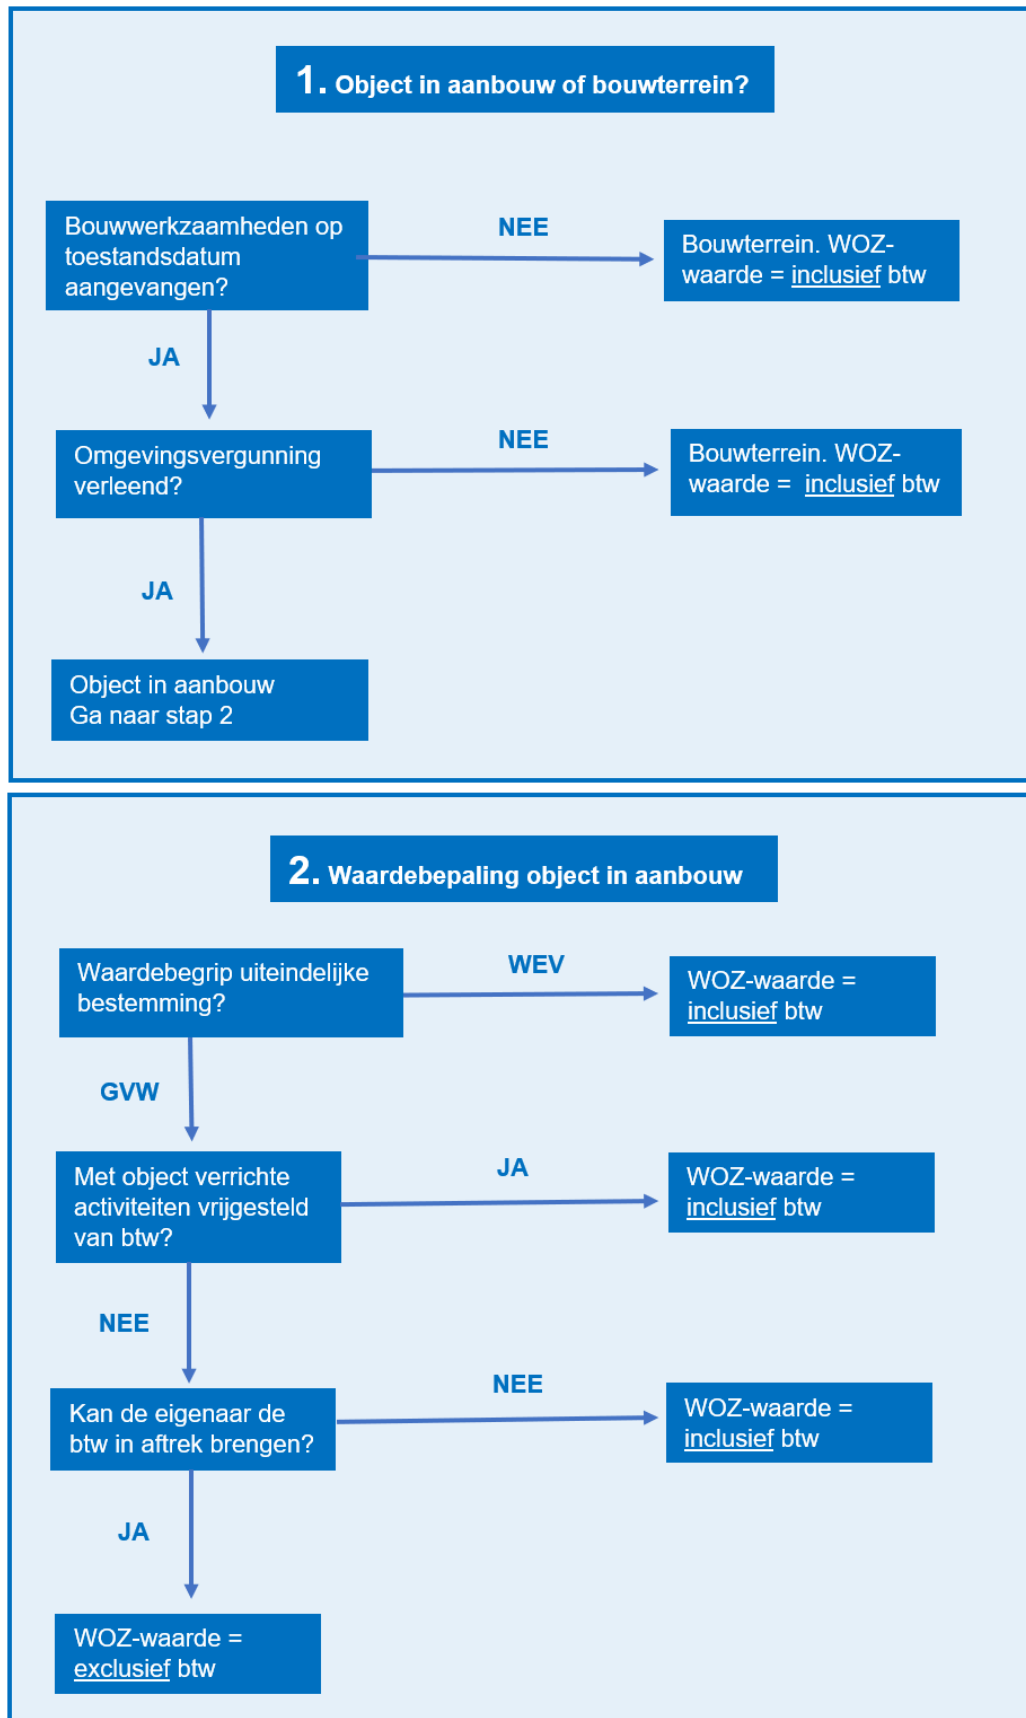 1. Object in aanbouw of bouwterrein?
Bouwwerkzaamheden op
toestandsdatum
aangevangen?
NEE
Bouwterrein. WOZ-
waarde = inclusief btw
JA
Omgevingsvergunning
verleend?
NEE
Bouwterrein. WOZ-
waarde = inclusief btw
JA
Object in aanbouw
Ga naar stap 2
2. Waardebepaling object in aanbouw
Waardebegrip uiteindelijke
bestemming?
WEV
WOZ-waarde =
inclusief btw
GVW
Met object verrichte
activiteiten vrijgesteld
van btw?
JA
WOZ-waarde =
inclusief btw
NEE
Kan de eigenaar de
btw in aftrek brengen?
NEE
WOZ-waarde =
inclusief btw
JA
WOZ-waarde =
exclusief btw